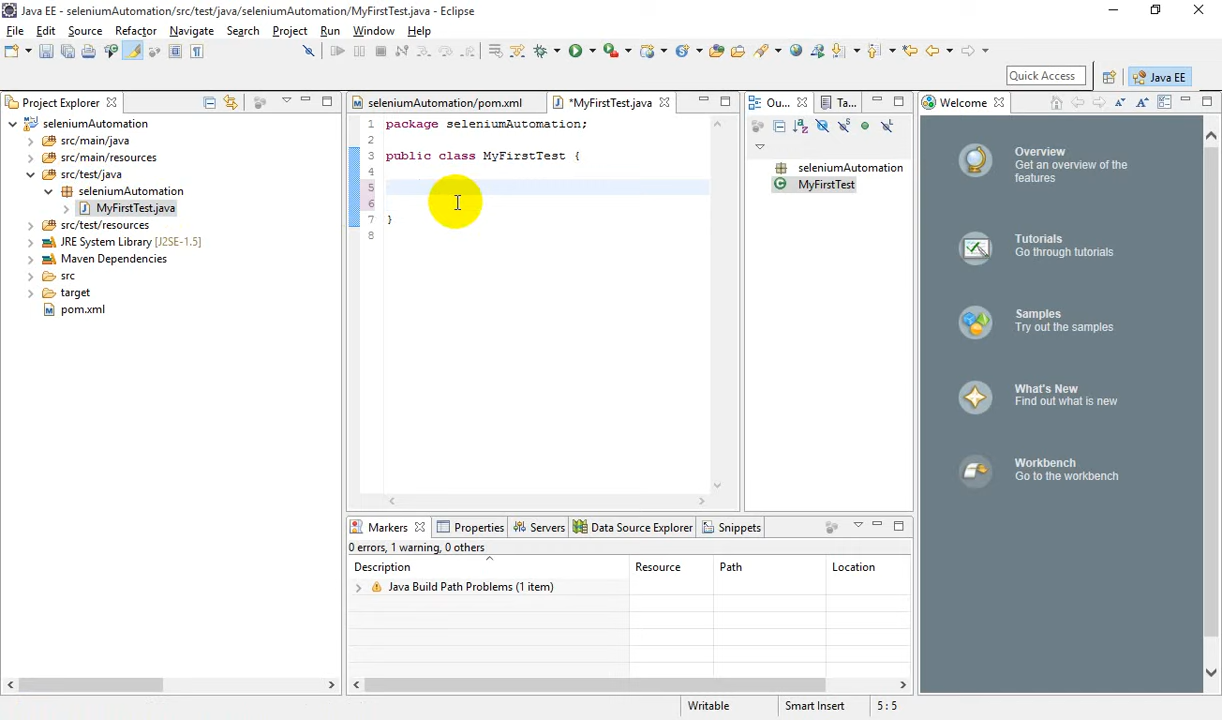 Java EE - seleniumAutomation/src/test/java/seleniumAutomation/MyFirstTest.java - Eclipse
File Edit Source Refactor Navigate Search Project Run Window Help
Quick Access
Java EE
Project Explorer
seleniumAutomation
src/main/java
src/main/resources
src/test/java
seleniumAutomation
MyFirstTest.java
src/test/resources
JRE System Library [J2SE-1.5]
Maven Dependencies
src
target
pom.xml
seleniumAutomation/pom.xml
*MyFirstTest.java
1 package seleniumAutomation;
2
3 public class MyFirstTest {
4
5
6
7 }
8
Ou...
Ta...
seleniumAutomation
MyFirstTest
Welcome
Overview
Get an overview of the
features
Tutorials
Go through tutorials
Samples
Try out the samples
What's New
Find out what is new
Workbench
Go to the workbench
Markers
Properties
Servers
Data Source Explorer
Snippets
0 errors, 1 warning, 0 others
Description Resource Path Location
Java Build Path Problems (1 item)
Writable Smart Insert 5 : 5